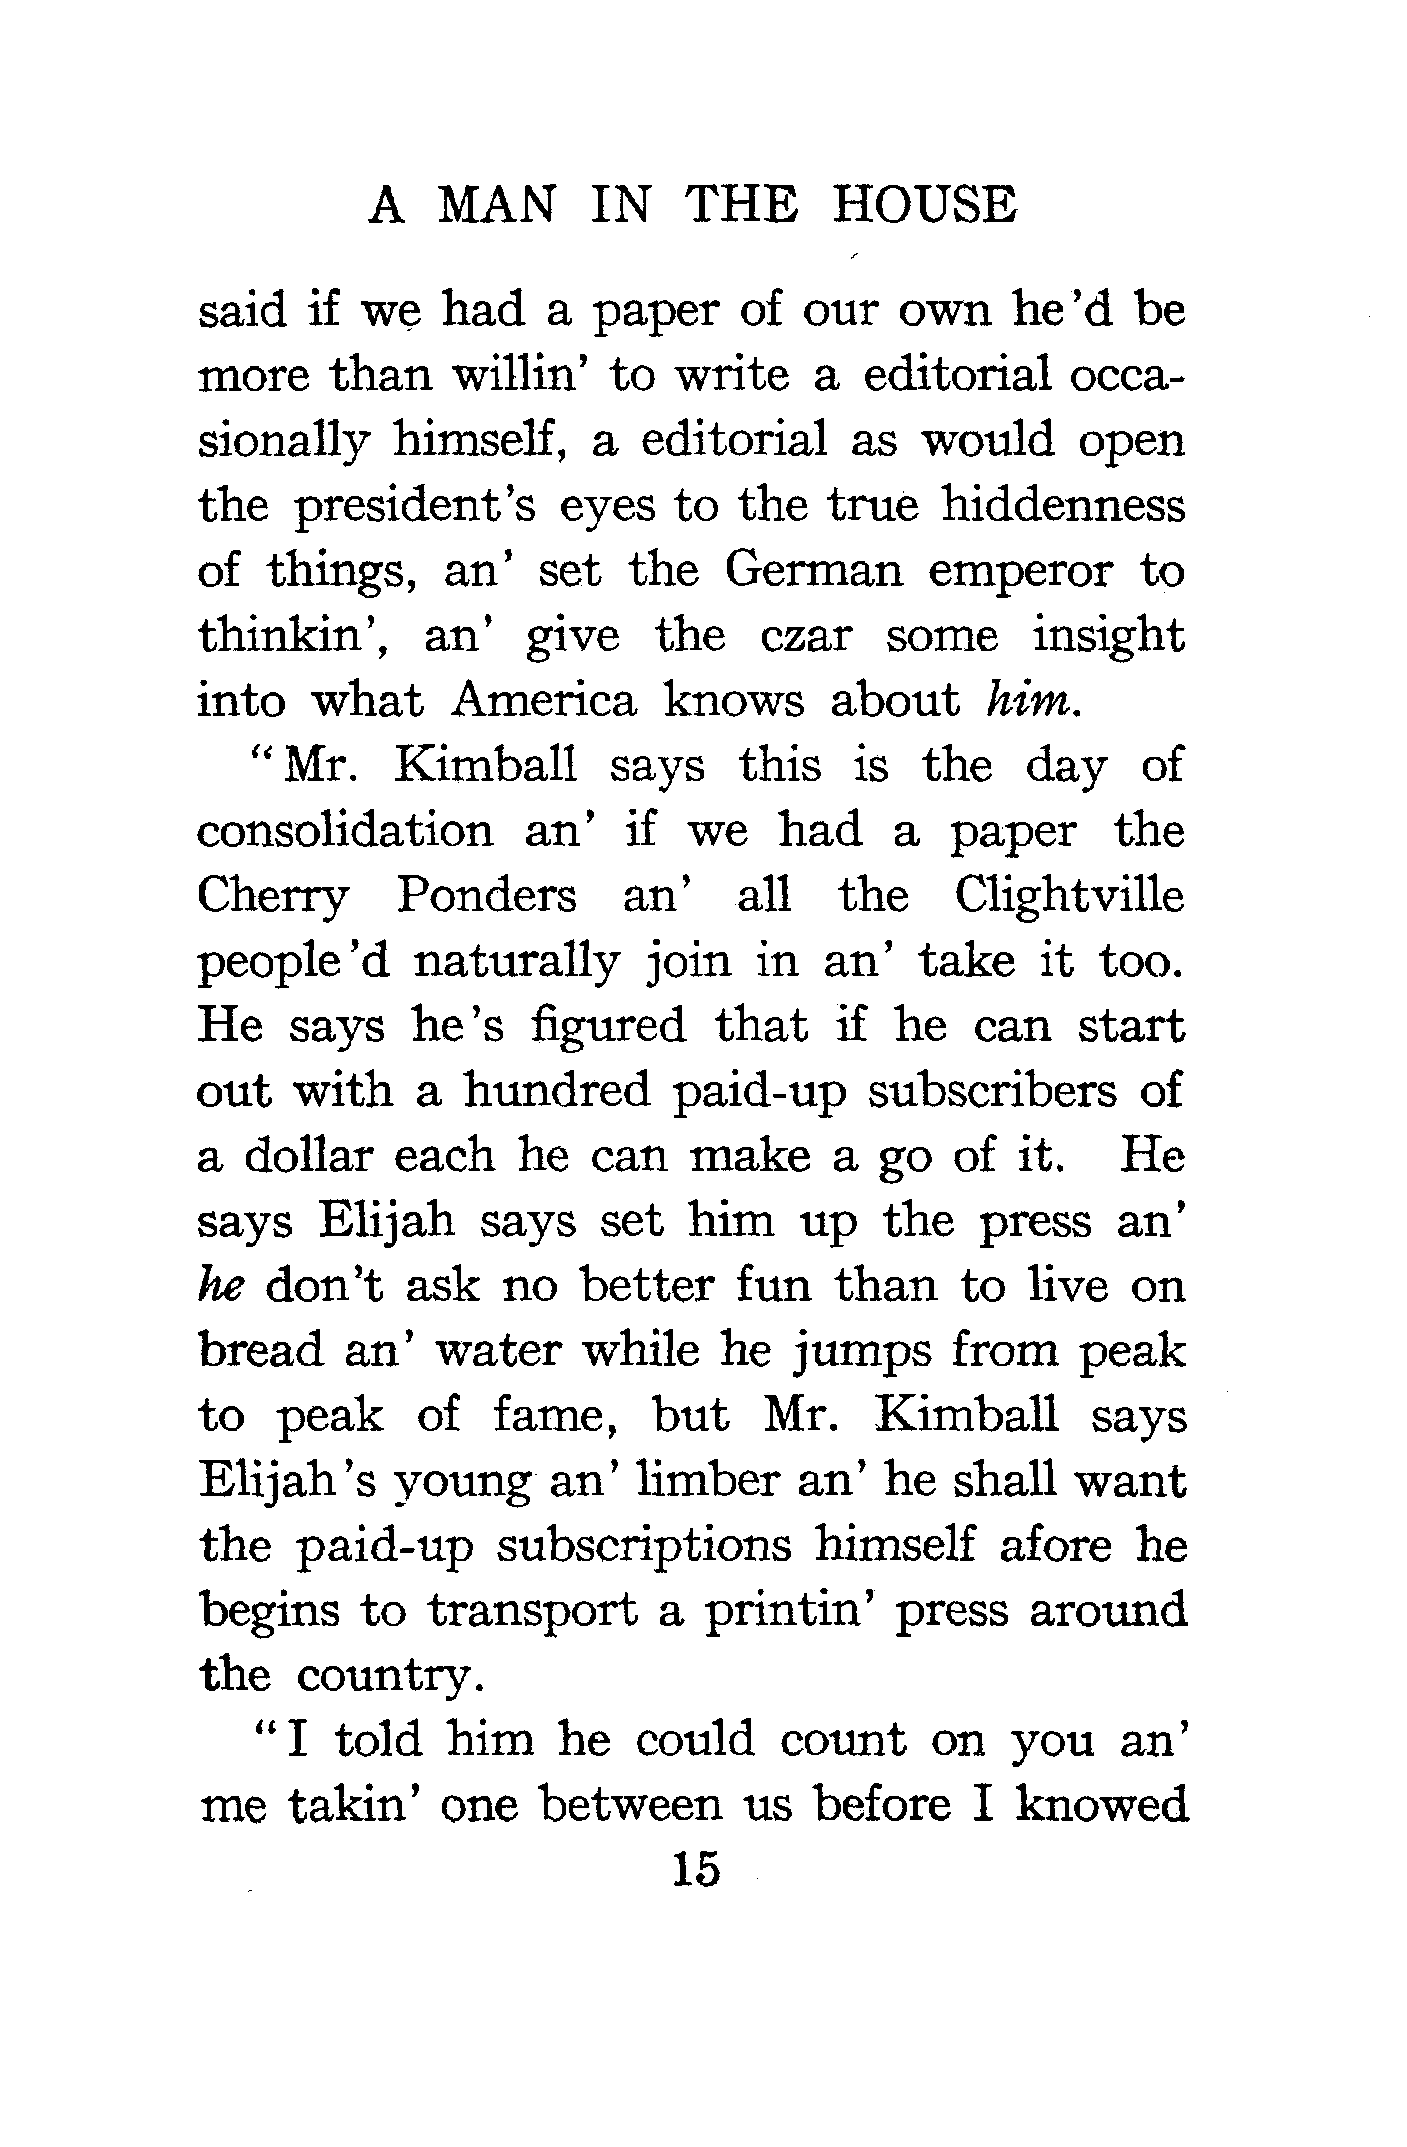 A MAN IN THE HOUSE
said if we had a paper of our own he'd be
more than willin' to write a editorial occa-
sionally himself, a editorial as would open
the president's eyes to the true hiddenness
of things, an' set the German emperor to
thinkin', an' give the czar some insight
into what America knows about him.
"Mr. Kimball says this is the day of
consolidation an' if we had a paper the
Cherry Ponders an' all the Clightville
people'd naturally join in an' take it too.
He says he's figured that if he can start
out with a hundred paid-up subscribers of
a dollar each he can make a go of it. He
says Elijah says set him up the press an'
he don't ask no better fun than to live on
bread an' water while he jumps from peak
to peak of fame, but Mr. Kimball says
Elijah's young an' limber an' he shall want
the paid-up subscriptions himself afore he
begins to transport a printin' press around
the country.
"I told him he could count on you an'
me takin' one between us before I knowed
15